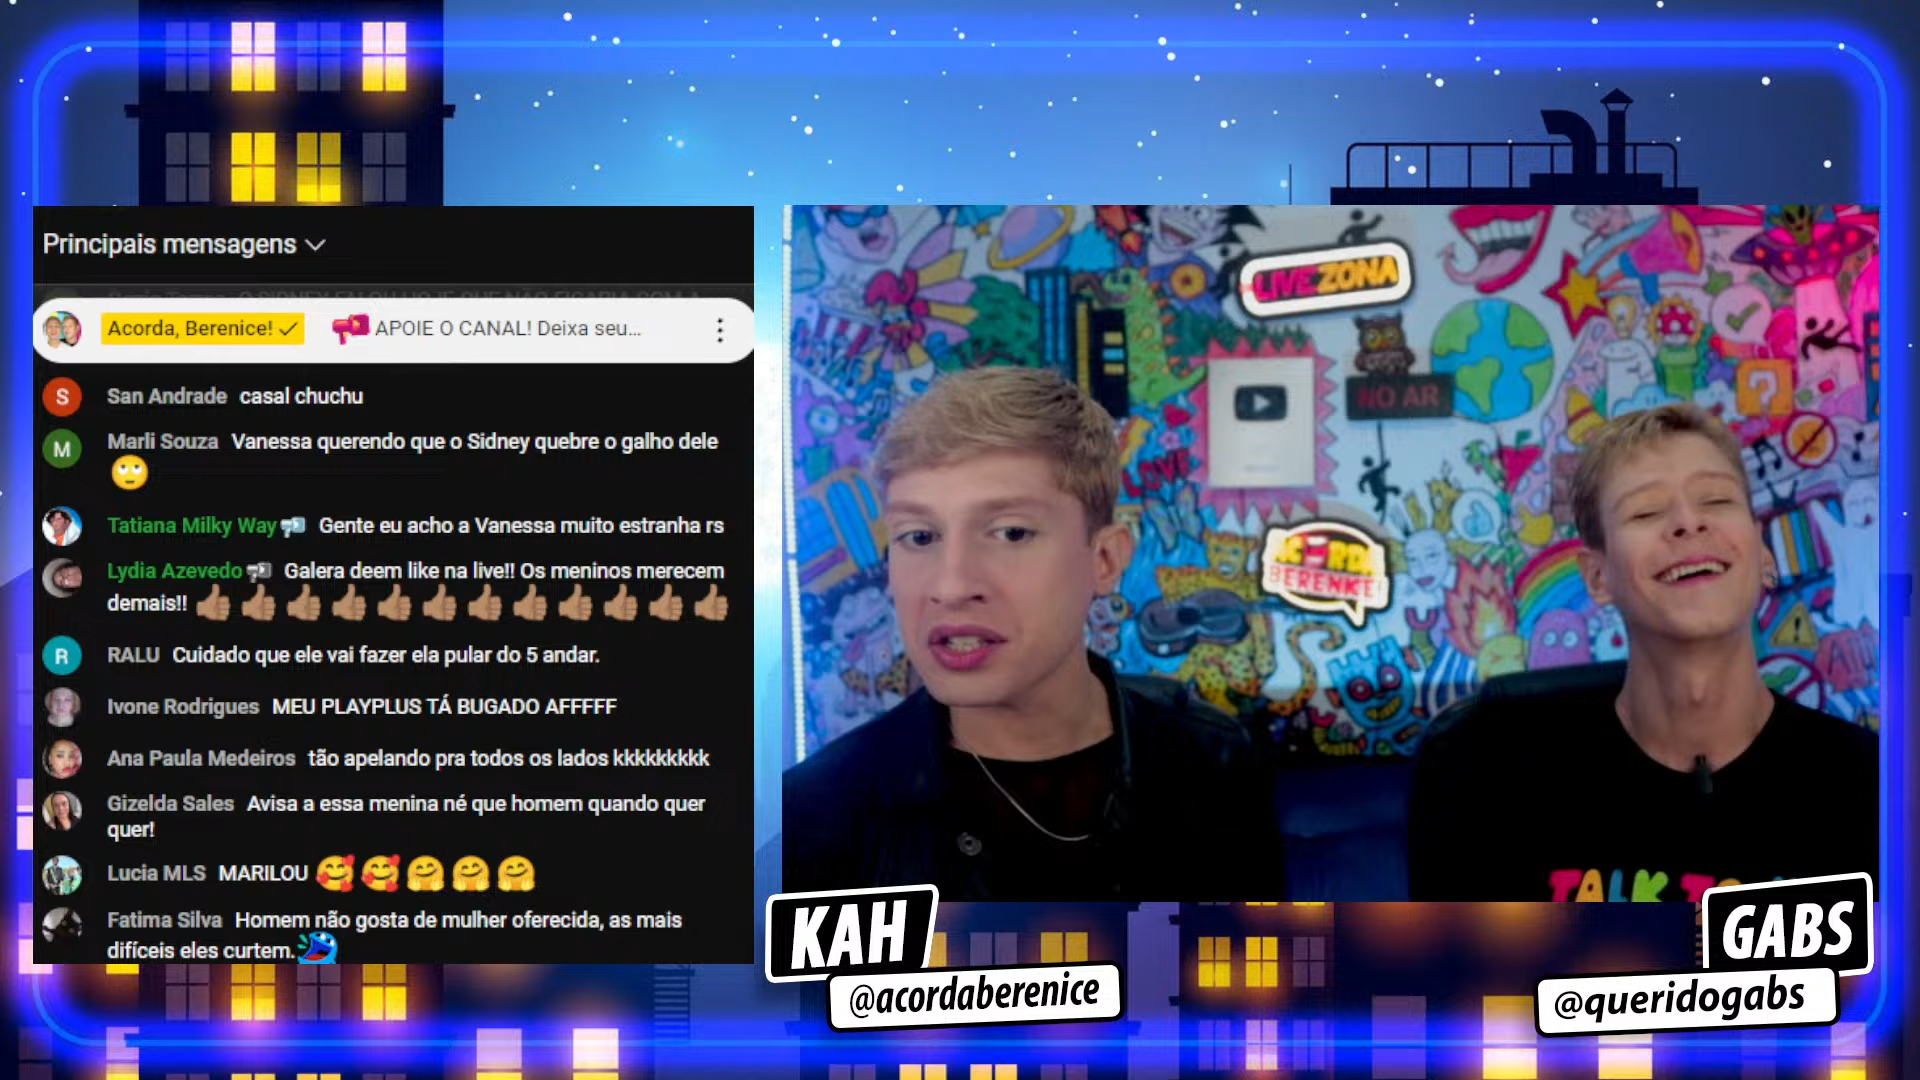 Principais mensagens
Acorda, Berenice! ✓ APOIE O CANAL! Deixa seu...
San Andrade casal chuchu
Marli Souza Vanessa querendo que o Sidney quebre o galho dele
🙄
Tatiana Milky Way Gente eu acho a Vanessa muito estranha rs
Lydia Azevedo Galera deem like na live!! Os meninos merecem
demais!! 👍🏽👍🏽👍🏽👍🏽👍🏽👍🏽👍🏽👍🏽👍🏽👍🏽👍🏽👍🏽
RALU Cuidado que ele vai fazer ela pular do 5 andar.
Ivone Rodrigues MEU PLAYPLUS TÁ BUGADO AFFFFF
Ana Paula Medeiros tão apelando pra todos os lados kkkkkkkkk
Gizelda Sales Avisa a essa menina né que homem quando quer
quer!
Lucia MLS MARILOU 🥰🥰🤗🤗🤗
Fatima Silva Homem não gosta de mulher oferecida, as mais
difíceis eles curtem.
S
M
R
LIVEZONA
NO AR
LOVE
ACORDA
BERENICE!
TALK
KAH
@acordaberenice
GABS
@queridogabs